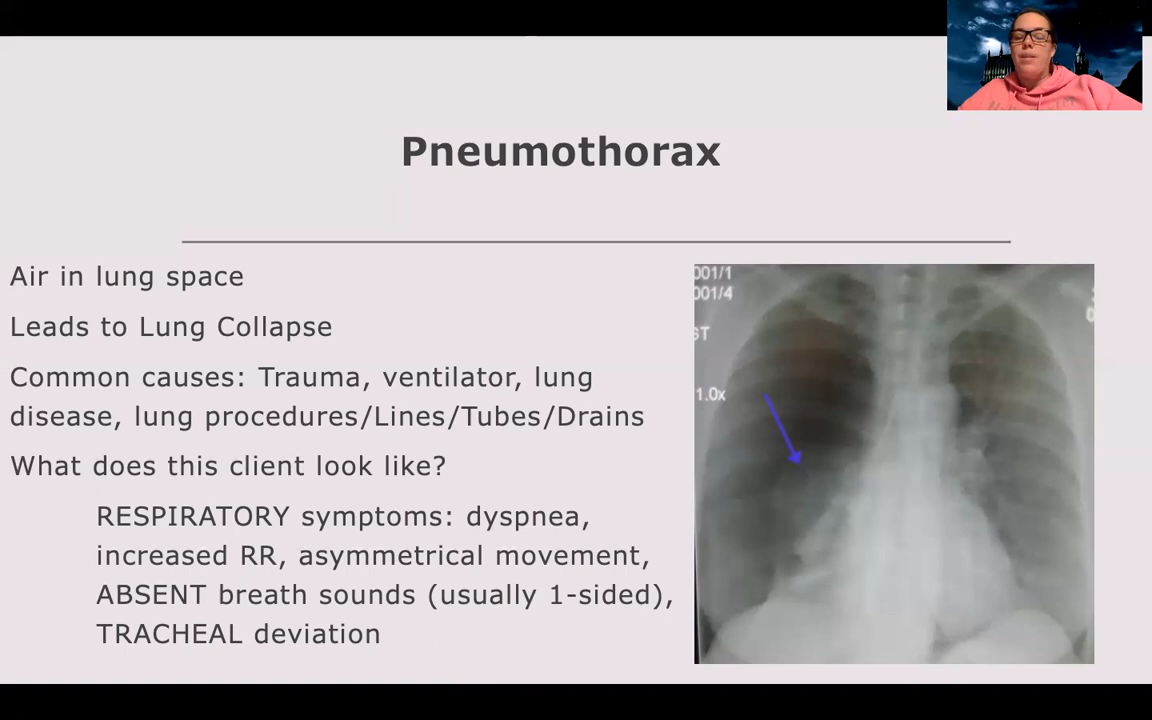 Pneumothorax
Air in lung space
Leads to Lung Collapse
Common causes: Trauma, ventilator, lung
disease, lung procedures/Lines/Tubes/Drains
What does this client look like?
RESPIRATORY symptoms: dyspnea,
increased RR, asymmetrical movement,
ABSENT breath sounds (usually 1-sided),
TRACHEAL deviation
001/1
001/4
ST
1.0x